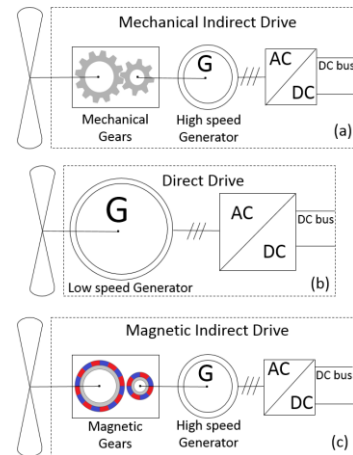 Mechanical Indirect Drive
G
AC
DC
DC bus
Mechanical
Gears
High speed
Generator
(a)
Direct Drive
G
AC
DC
DC bus
Low speed Generator
(b)
Magnetic Indirect Drive
G
AC
DC
DC bus
Magnetic
Gears
High speed
Generator
(c)